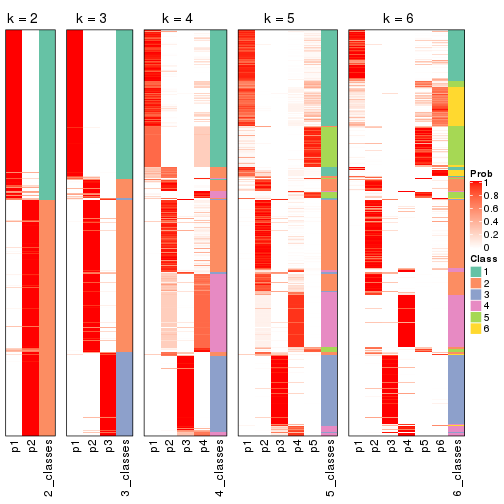 k = 2
k = 3
k = 4
k = 5
k = 6
Prob
1
0.8
0.6
0.4
0.2
0
Class
1
2
3
4
5
6
p1
p2
2_classes
p1
p2
p3
3_classes
p1
p2
p3
p4
4_classes
p1
p2
p3
p4
p5
5_classes
p1
p2
p3
p4
p5
p6
6_classes